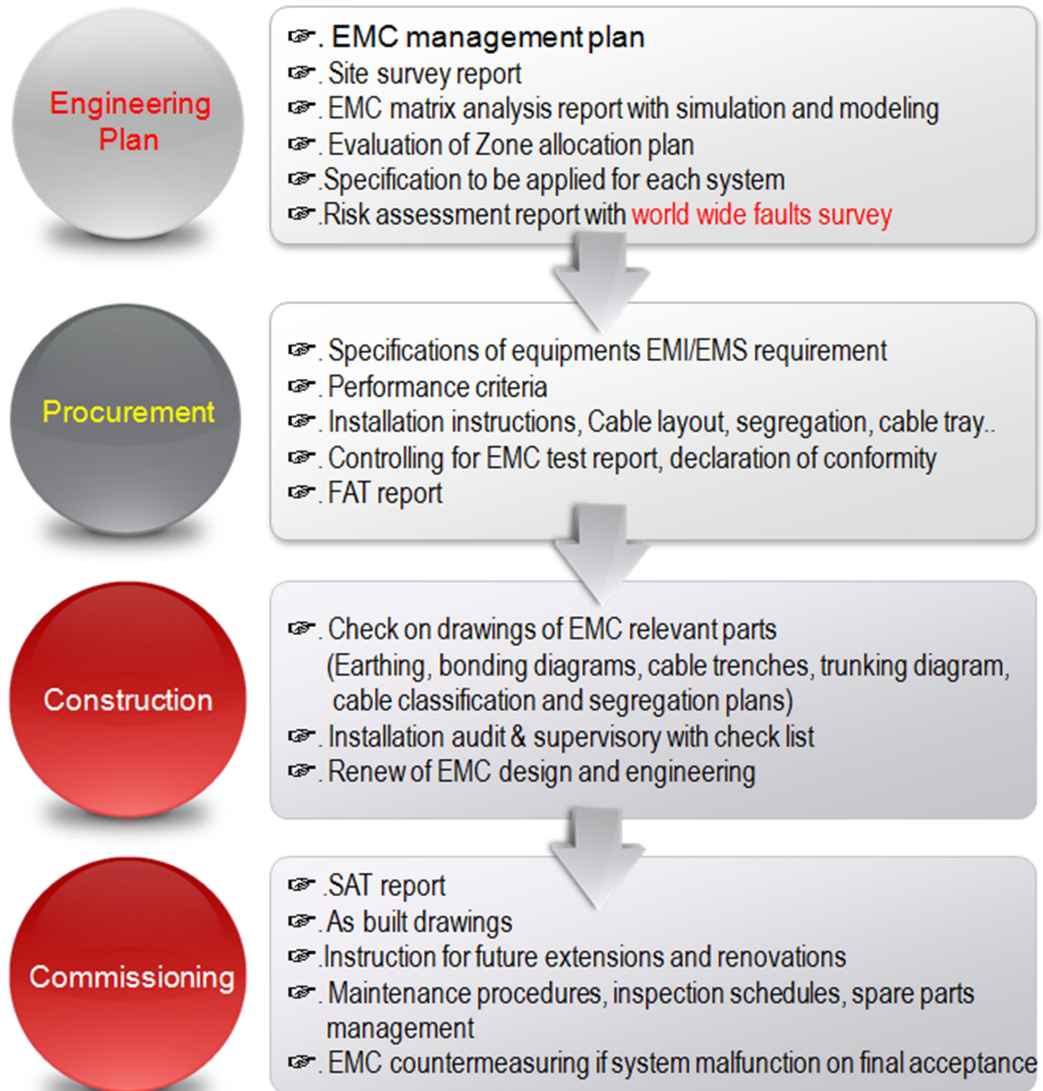 Engineering
Plan
☞. EMC management plan
☞. Site survey report
☞. EMC matrix analysis report with simulation and modeling
☞. Evaluation of Zone allocation plan
☞.Specification to be applied for each system
☞.Risk assessment report with world wide faults survey
Procurement
☞. Specifications of equipments EMI/EMS requirement
☞. Performance criteria
☞. Installation instructions, Cable layout, segregation, cable tray..
☞. Controlling for EMC test report, declaration of conformity
☞. FAT report
Construction
☞. Check on drawings of EMC relevant parts
(Earthing, bonding diagrams, cable trenches, trunking diagram,
cable classification and segregation plans)
☞. Installation audit & supervisory with check list
☞. Renew of EMC design and engineering
Commissioning
☞.SAT report
☞. As built drawings
☞.Instruction for future extensions and renovations
☞. Maintenance procedures, inspection schedules, spare parts
management
☞. EMC countermeasuring if system malfunction on final acceptance